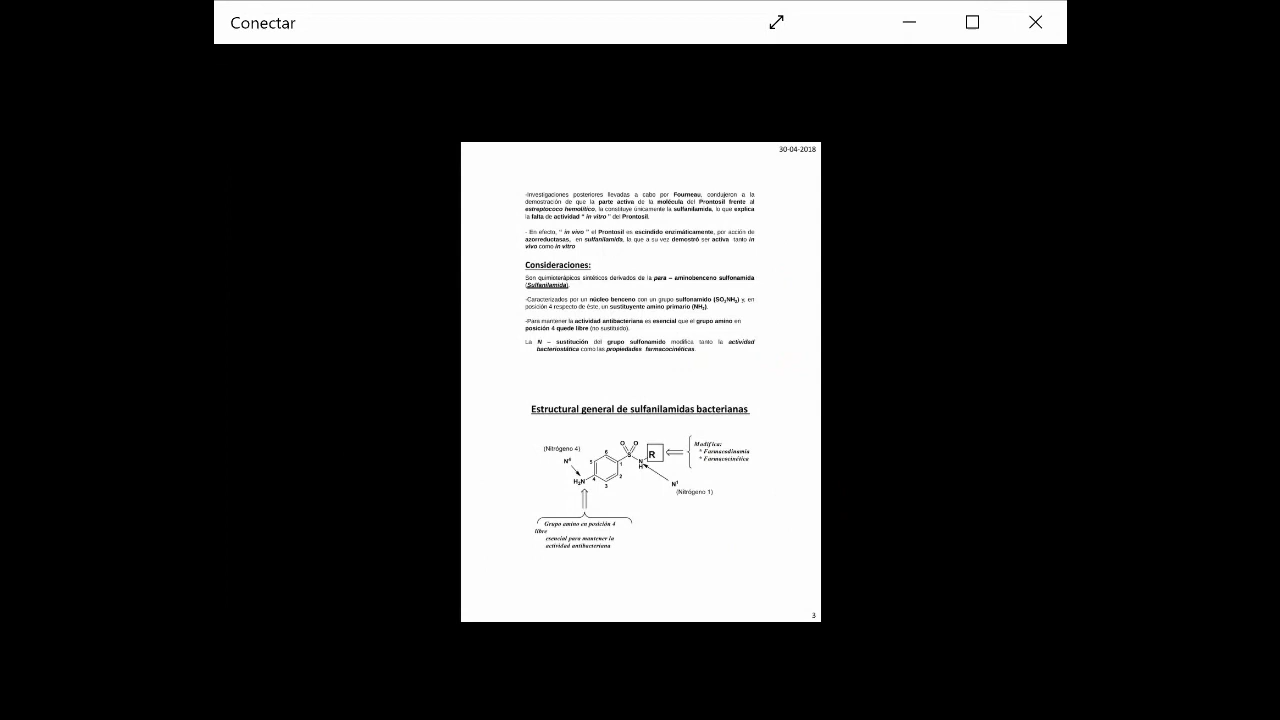 Conectar
30-04-2018
-Investigaciones posteriores llevadas a cabo por Fourneau, condujeron a la
demostración de que la parte activa de la molécula del Prontosil frente al
estreptococo hemolítico, la constituye únicamente la sulfanilamida, lo que explica
la falta de actividad " in vitro " del Prontosil.
- En efecto, " in vivo " el Prontosil es escindido enzimáticamente, por acción de
azorreductasas, en sulfanilamida, la que a su vez demostró ser activa tanto in
vivo como in vitro
Consideraciones:
Son quimioterápicos sintéticos derivados de la para – aminobenceno sulfonamida
(Sulfanilamida).
-Caracterizados por un núcleo benceno con un grupo sulfonamido (SO₂NH₂) y, en
posición 4 respecto de éste, un sustituyente amino primario (NH₂).
-Para mantener la actividad antibacteriana es esencial que el grupo amino en
posición 4 quede libre (no sustituido).
La N – sustitución del grupo sulfonamido modifica tanto la actividad
bacteriostática como las propiedades farmacocinéticas.
Estructural general de sulfanilamidas bacterianas
(Nitrógeno 4)
N⁴
H₂N
4
5
6
1
2
3
O O
S
N
H
R
Modifica:
* Farmacodinamia
* Farmacocinética
N¹
(Nitrógeno 1)
Grupo amino en posición 4
libre
esencial para mantener la
actividad antibacteriana
3